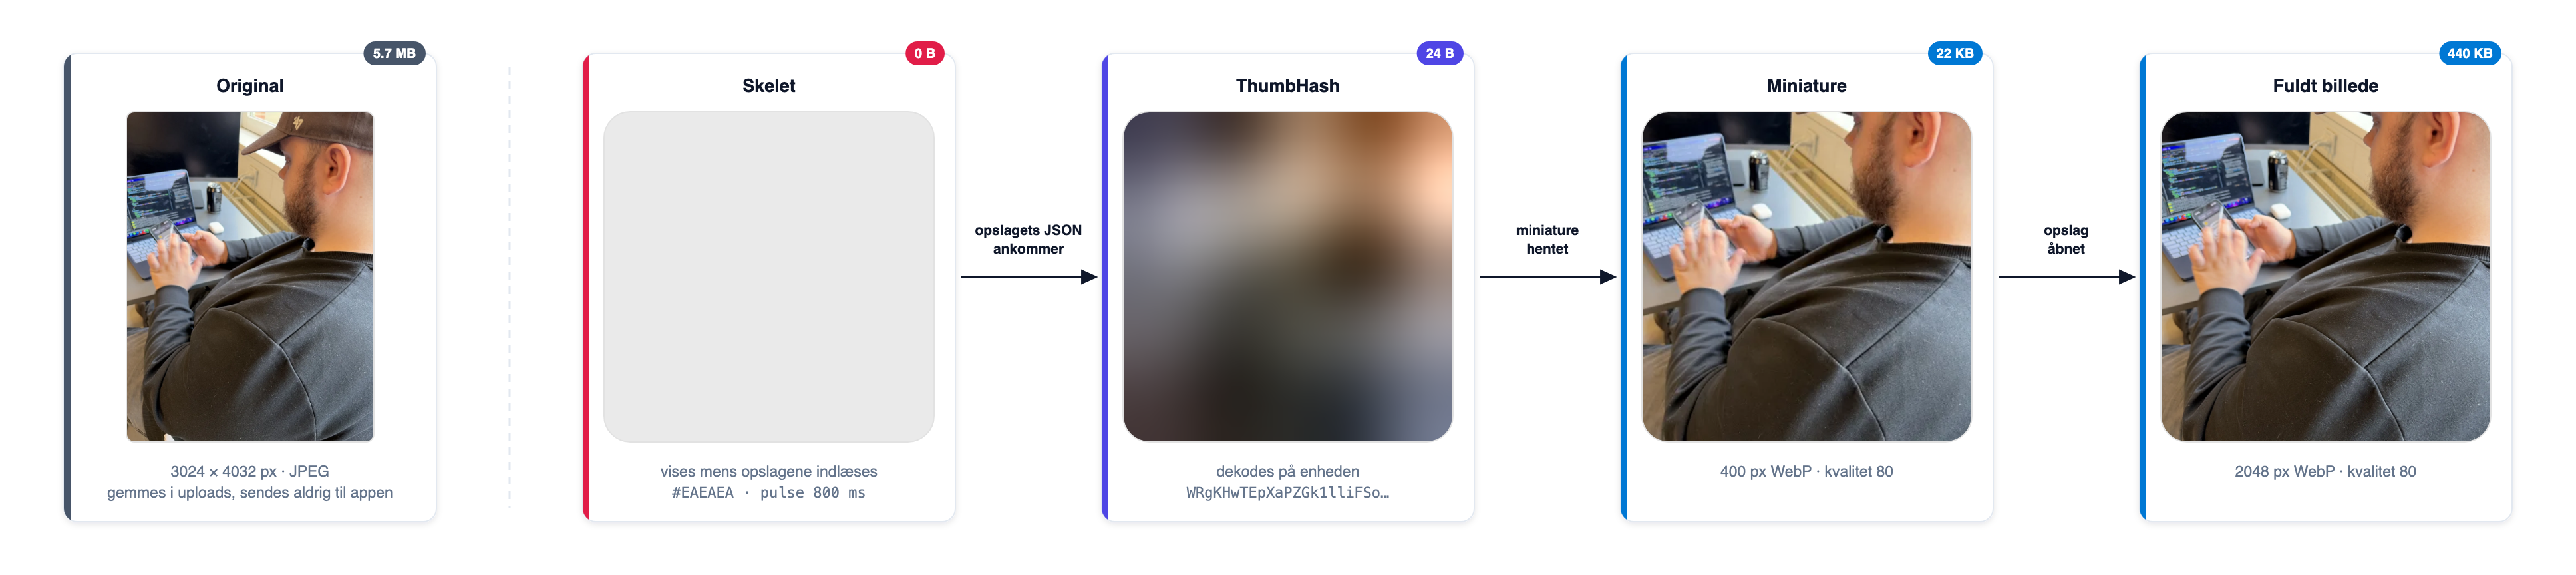 5.7 MB
Original
3024 × 4032 px · JPEG
gemmes i uploads, sendes aldrig til appen
0 B
Skelet
vises mens opslagene indlæses
#EAEAEA · pulse 800 ms
opslagets JSON
ankommer
24 B
ThumbHash
dekodes på enheden
WRgKHwTEpXaPZGk1lliFSo…
miniature
hentet
22 KB
Miniature
400 px WebP · kvalitet 80
opslag
åbnet
440 KB
Fuldt billede
2048 px WebP · kvalitet 80